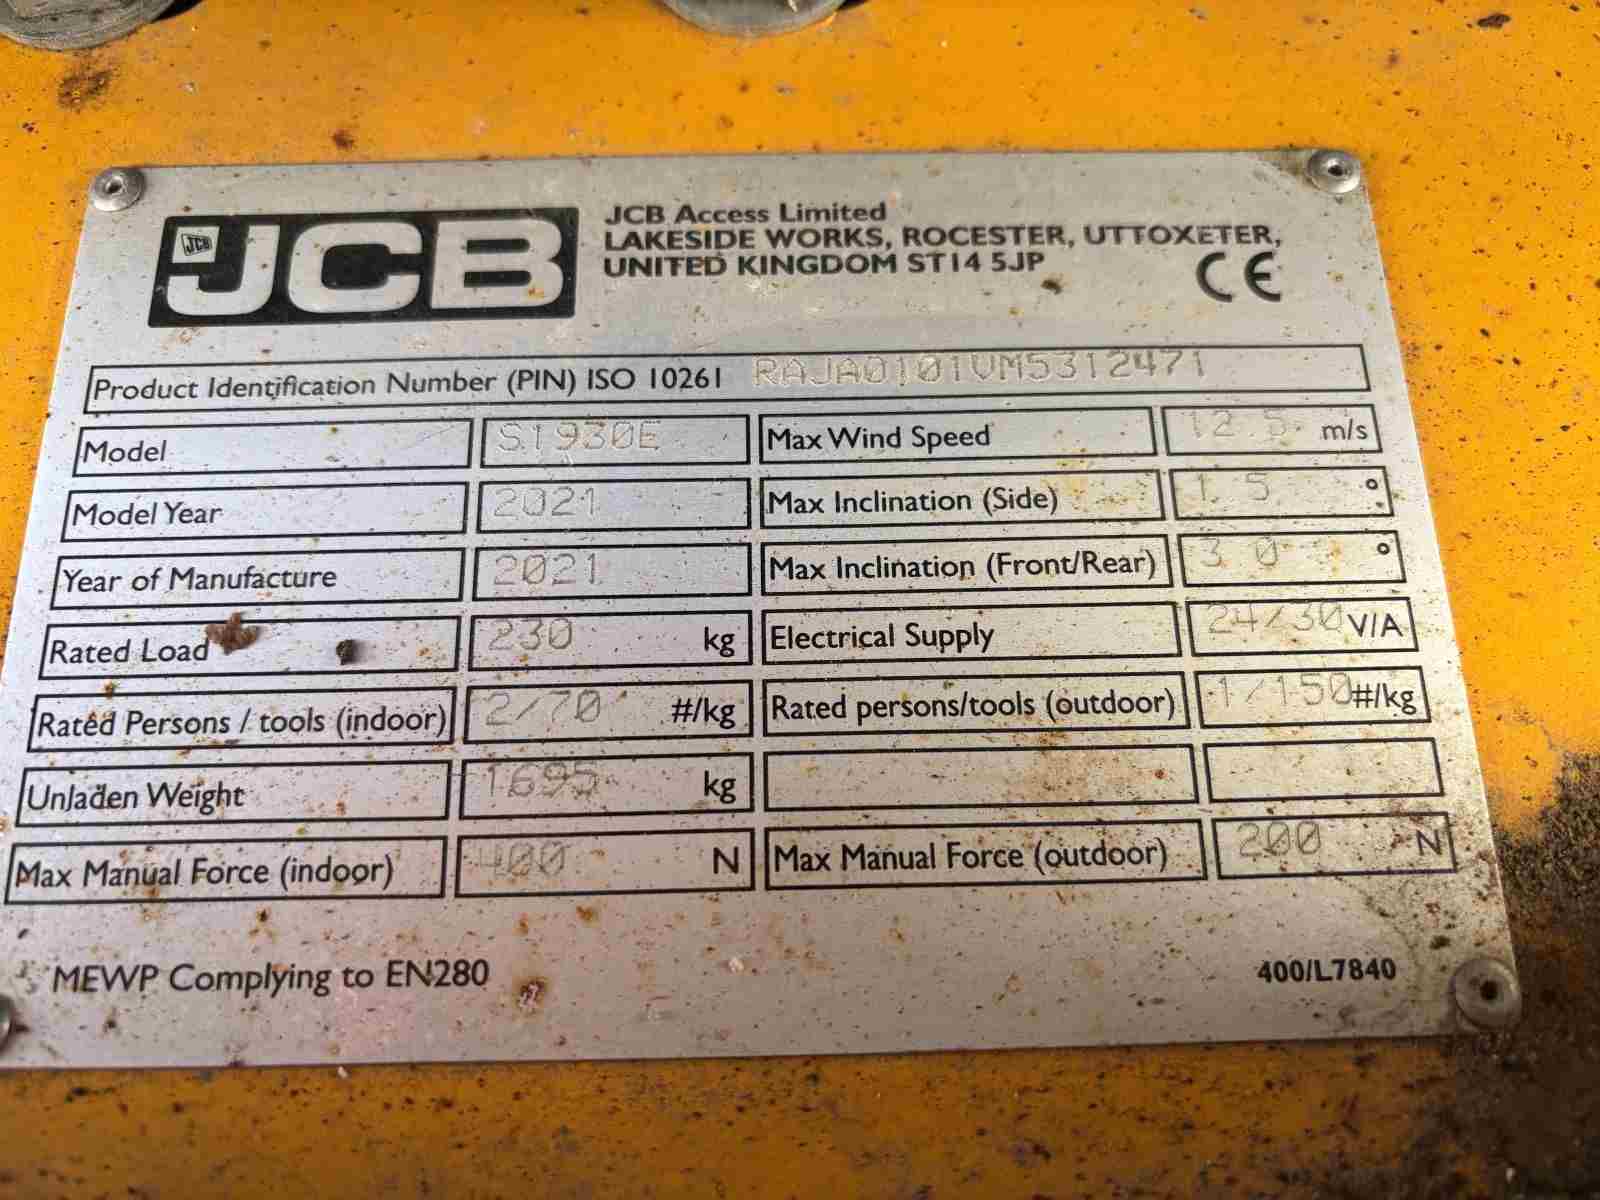 JCB
JCB
JCB Access Limited
LAKESIDE WORKS, ROCESTER, UTTOXETER,
UNITED KINGDOM ST14 5JP
CE
Product Identification Number (PIN) ISO 10261 RAJA0101VM5312471
Model S1930E Max Wind Speed 12.5 m/s
Model Year 2021 Max Inclination (Side) 1 5 °
Year of Manufacture 2021 Max Inclination (Front/Rear) 3 0 °
Rated Load 230 kg Electrical Supply 24/30 V/A
Rated Persons / tools (indoor) 2/70 #/kg Rated persons/tools (outdoor) 1/150 #/kg
Unladen Weight 1695 kg
Max Manual Force (indoor) 400 N Max Manual Force (outdoor) 200 N
MEWP Complying to EN280 400/L7840